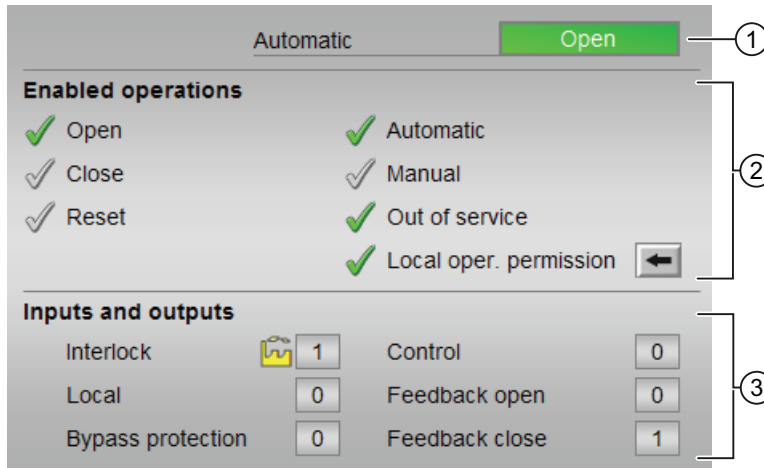 Automatic Open 1
Enabled operations
Open Automatic
Close Manual 2
Reset Out of service
Local oper. permission
Inputs and outputs
Interlock 1 Control 0
Local 0 Feedback open 0 3
Bypass protection 0 Feedback close 1